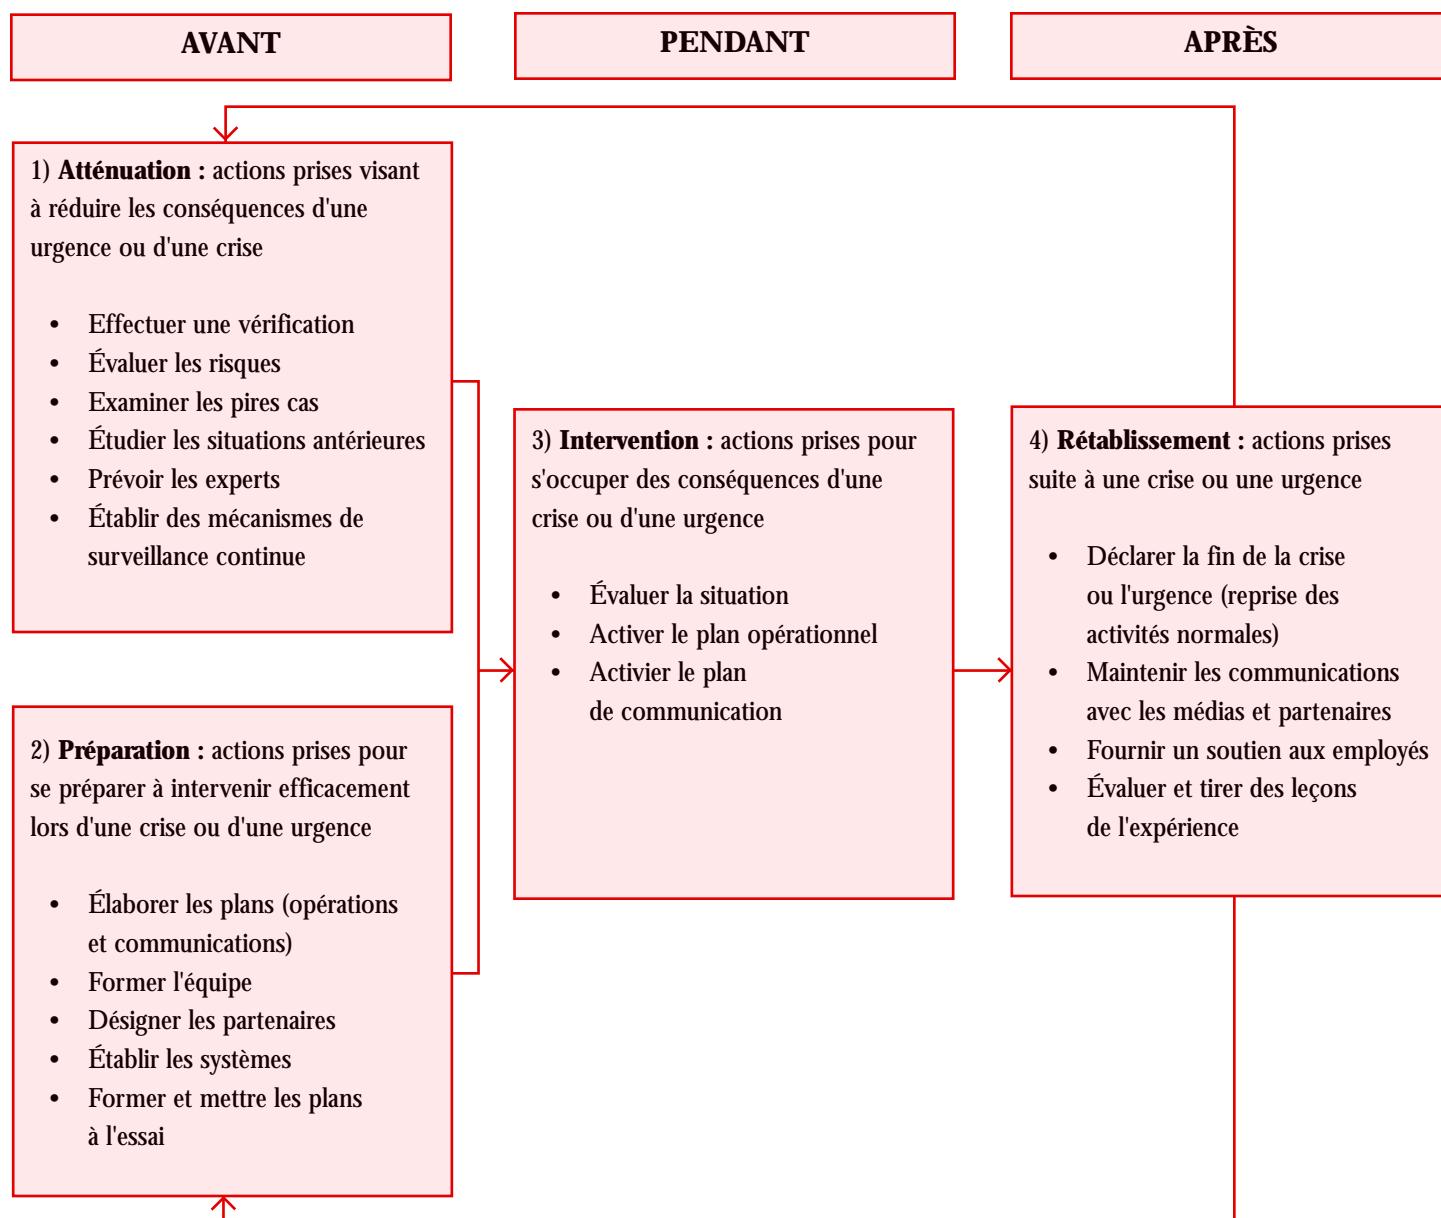 AVANT
PENDANT
APRÈS
1) Atténuation : actions prises visant
à réduire les conséquences d'une
urgence ou d'une crise
• Effectuer une vérification
• Évaluer les risques
• Examiner les pires cas
• Étudier les situations antérieures
• Prévoir les experts
• Établir des mécanismes de
surveillance continue
2) Préparation : actions prises pour
se préparer à intervenir efficacement
lors d'une crise ou d'une urgence
• Élaborer les plans (opérations
et communications)
• Former l'équipe
• Désigner les partenaires
• Établir les systèmes
• Former et mettre les plans
à l'essai
3) Intervention : actions prises pour
s'occuper des conséquences d'une
crise ou d'une urgence
• Évaluer la situation
• Activer le plan opérationnel
• Activier le plan
de communication
4) Rétablissement : actions prises
suite à une crise ou une urgence
• Déclarer la fin de la crise
ou l'urgence (reprise des
activités normales)
• Maintenir les communications
avec les médias et partenaires
• Fournir un soutien aux employés
• Évaluer et tirer des leçons
de l'expérience